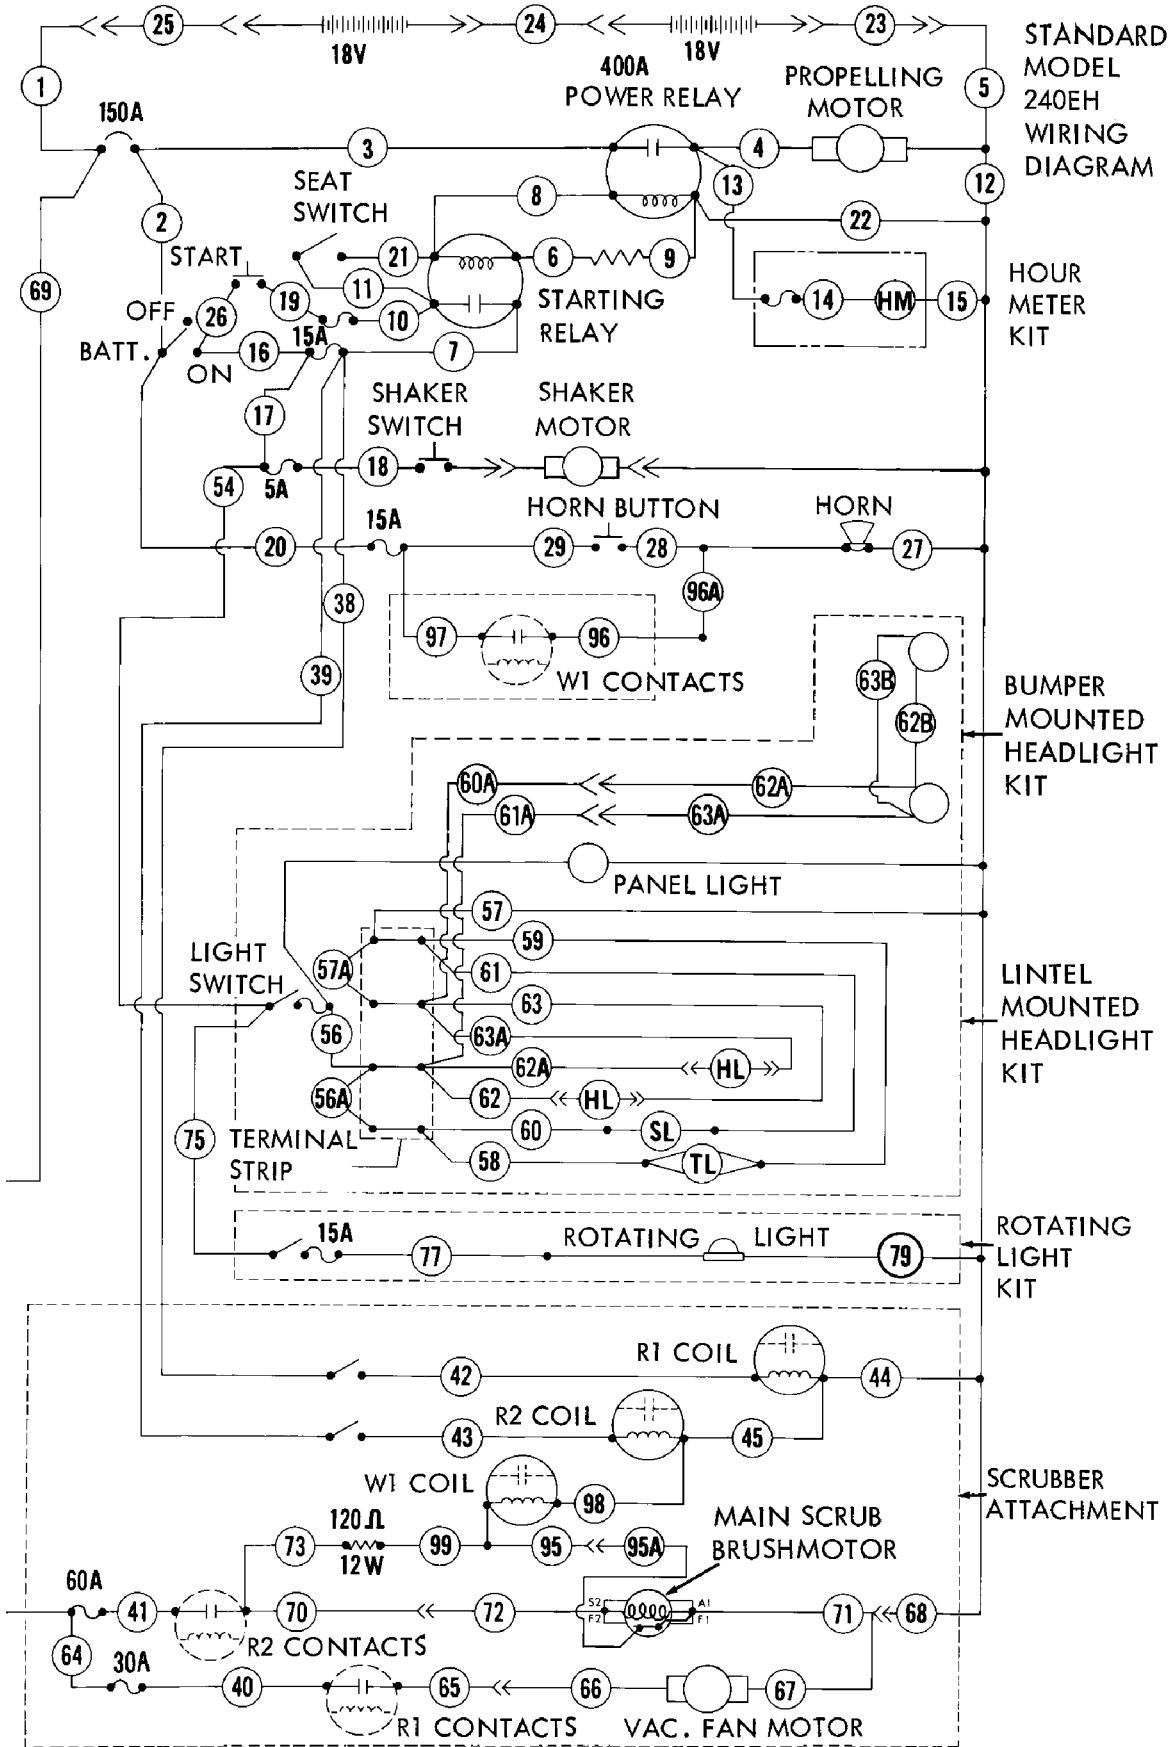 25
24
23
18V
18V
STANDARD
MODEL
240EH
WIRING
DIAGRAM
1
150A
400A
POWER RELAY
PROPELLING
MOTOR
5
3
4
13
12
SEAT
SWITCH
8
2
22
START
21
6
9
69
11
19
26
10
STARTING
RELAY
14
HM
15
HOUR
METER
KIT
OFF
BATT.
ON
16
15A
7
17
SHAKER
SWITCH
SHAKER
MOTOR
54
5A
18
HORN BUTTON
HORN
15A
20
29
28
27
38
96A
97
96
39
W1 CONTACTS
63B
62B
BUMPER
MOUNTED
HEADLIGHT
KIT
60A
62A
61A
63A
PANEL LIGHT
57
59
LIGHT
SWITCH
57A
61
63
56
63A
62A
HL
LINTEL
MOUNTED
HEADLIGHT
KIT
56A
62
HL
75
TERMINAL
STRIP
60
SL
58
TL
15A
77
ROTATING LIGHT
79
ROTATING
LIGHT
KIT
R1 COIL
42
44
R2 COIL
43
45
W1 COIL
98
SCRUBBER
ATTACHMENT
73
120Ω
12W
99
95
95A
MAIN SCRUB
BRUSHMOTOR
60A
41
70
72
S2
F2
A1
F1
71
68
64
R2 CONTACTS
30A
40
65
66
67
R1 CONTACTS
VAC. FAN MOTOR